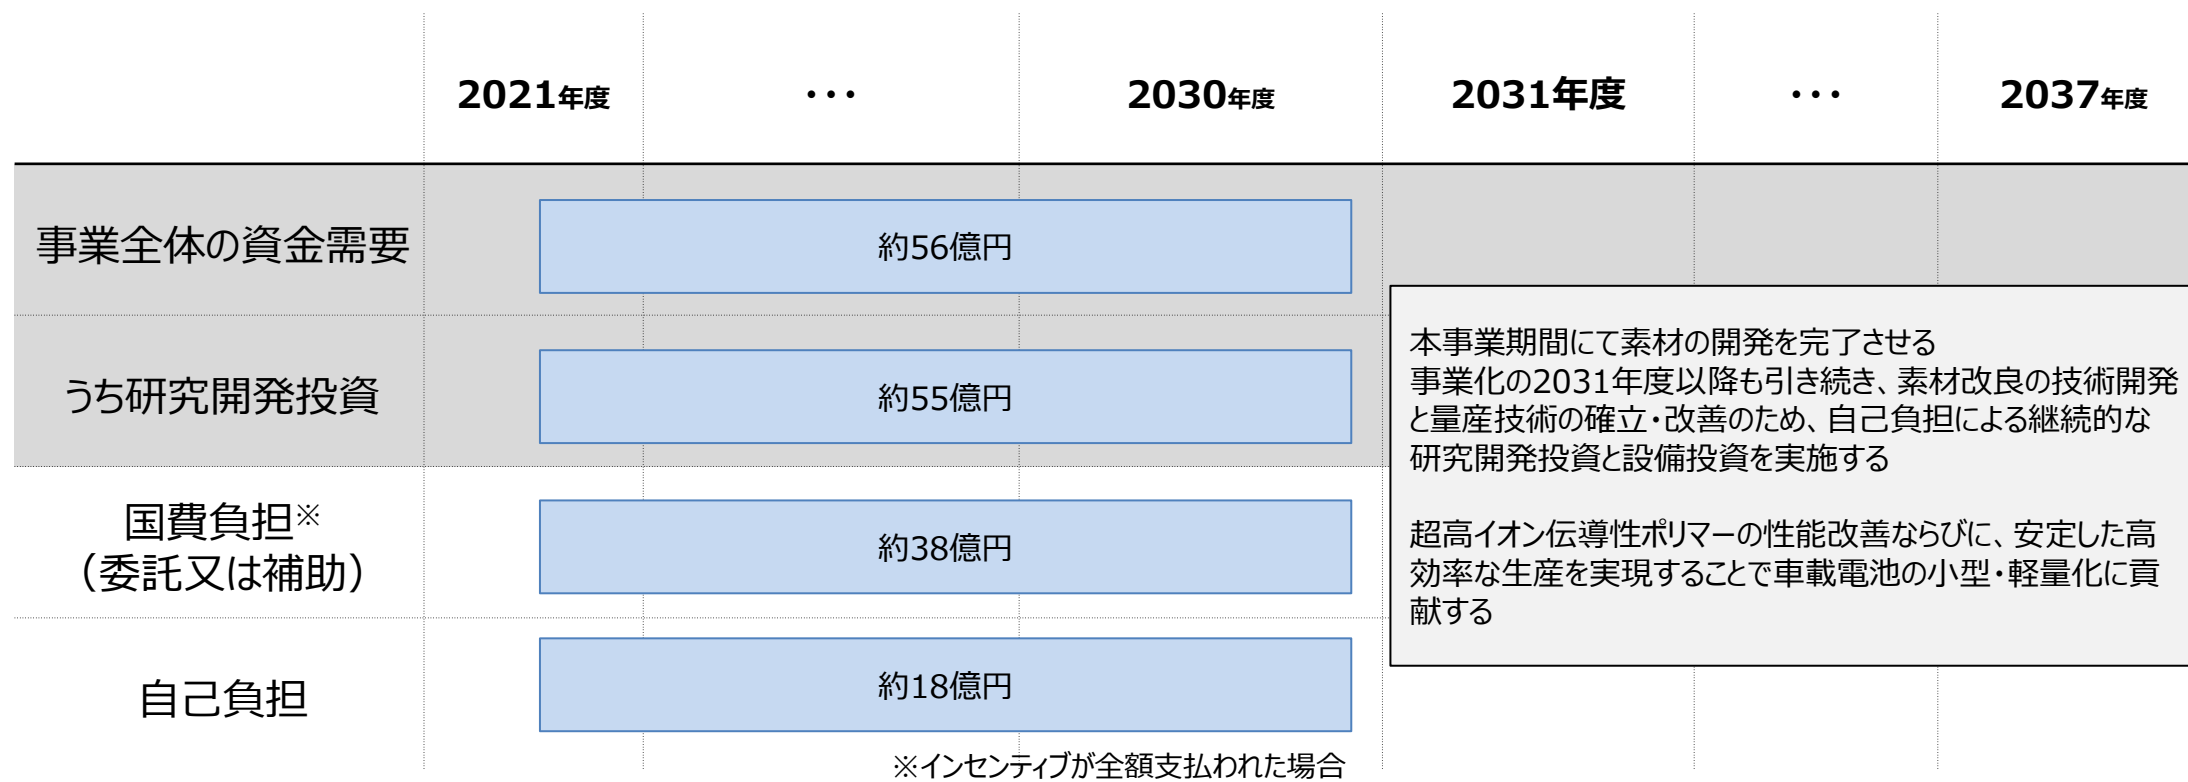 2021年度 ・・・ 2030年度 2031年度 ・・・ 2037年度
事業全体の資金需要
約56億円
うち研究開発投資
約55億円
国費負担※
（委託又は補助）
約38億円
自己負担
約18億円
※インセンティブが全額支払われた場合
本事業期間にて素材の開発を完了させる
事業化の2031年度以降も引き続き、素材改良の技術開発
と量産技術の確立・改善のため、自己負担による継続的な
研究開発投資と設備投資を実施する
超高イオン伝導性ポリマーの性能改善ならびに、安定した高
効率な生産を実現することで車載電池の小型・軽量化に貢
献する